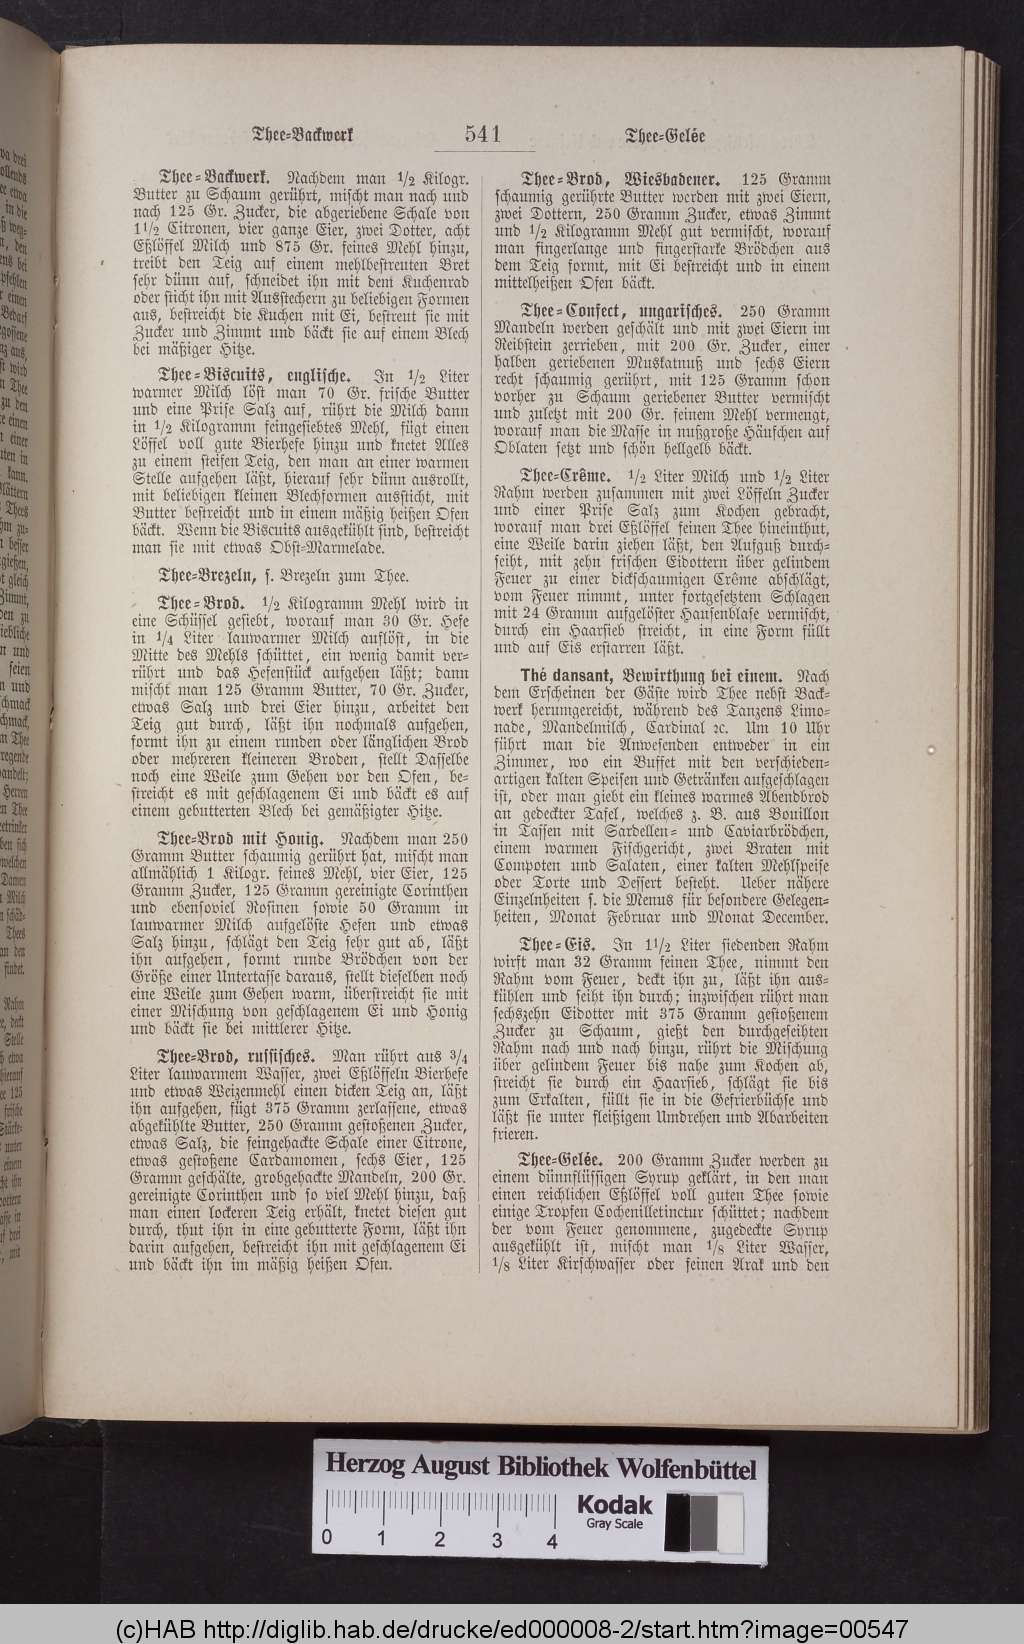 Thee-Backwerk
541
Thee-Gelée
Thee-Backwerk. Nachdem man 1/2 Kilogr.
Butter zu Schaum gerührt, mischt man nach und
nach 125 Gr. Zucker, die abgeriebene Schale von
1 1/2 Citronen, vier ganze Eier, zwei Dotter, acht
Eßlöffel Milch und 875 Gr. feines Mehl hinzu,
treibt den Teig auf einem mehlbestreuten Bret
sehr dünn auf, schneidet ihn mit dem Kuchenrad
oder sticht ihn mit Ausstechern zu beliebigen Formen
aus, bestreicht die Kuchen mit Ei, bestreut sie mit
Zucker und Zimmt und bäckt sie auf einem Blech
bei mäßiger Hitze.
Thee-Biscuits, englische. In 1/2 Liter
warmer Milch löst man 70 Gr. frische Butter
und eine Prise Salz auf, rührt die Milch dann
in 1/2 Kilogramm feingesiebtes Mehl, fügt einen
Löffel voll gute Bierhefe hinzu und knetet Alles
zu einem steifen Teig, den man an einer warmen
Stelle aufgehen läßt, hierauf sehr dünn ausrollt,
mit beliebigen kleinen Blechformen aussticht, mit
Butter bestreicht und in einem mäßig heißen Ofen
bäckt. Wenn die Biscuits ausgekühlt sind, bestreicht
man sie mit etwas Obst-Marmelade.
Thee-Brezeln, s. Brezeln zum Thee.
Thee-Brod. 1/2 Kilogramm Mehl wird in
eine Schüssel gesiebt, worauf man 30 Gr. Hefe
in 1/4 Liter lauwarmer Milch auflöst, in die
Mitte des Mehls schüttet, ein wenig damit ver-
rührt und das Hefenstück aufgehen läßt; dann
mischt man 125 Gramm Butter, 70 Gr. Zucker,
etwas Salz und drei Eier hinzu, arbeitet den
Teig gut durch, läßt ihn nochmals aufgehen,
formt ihn zu einem runden oder länglichen Brod
oder mehreren kleineren Broden, stellt Dasselbe
noch eine Weile zum Gehen vor den Ofen, be-
streicht es mit geschlagenem Ei und bäckt es auf
einem gebutterten Blech bei gemäßigter Hitze.
Thee-Brod mit Honig. Nachdem man 250
Gramm Butter schaumig gerührt hat, mischt man
allmählich 1 Kilogr. feines Mehl, vier Eier, 125
Gramm Zucker, 125 Gramm gereinigte Corinthen
und ebensoviel Rosinen sowie 50 Gramm in
lauwarmer Milch aufgelöste Hefen und etwas
Salz hinzu, schlägt den Teig sehr gut ab, läßt
ihn aufgehen, formt runde Brödchen von der
Größe einer Untertasse daraus, stellt dieselben noch
eine Weile zum Gehen warm, überstreicht sie mit
einer Mischung von geschlagenem Ei und Honig
und bäckt sie bei mittlerer Hitze.
Thee-Brod, russisches. Man rührt aus 3/4
Liter lauwarmem Wasser, zwei Eßlöffeln Bierhefe
und etwas Weizenmehl einen dicken Teig an, läßt
ihn aufgehen, fügt 375 Gramm zerlassene, etwas
abgekühlte Butter, 250 Gramm gestoßenen Zucker,
etwas Salz, die feingehackte Schale einer Citrone,
etwas gestoßene Cardamomen, sechs Eier, 125
Gramm geschälte, grobgehackte Mandeln, 200 Gr.
gereinigte Corinthen und so viel Mehl hinzu, daß
man einen lockeren Teig erhält, knetet diesen gut
durch, thut ihn in eine gebutterte Form, läßt ihn
darin aufgehen, bestreicht ihn mit geschlagenem Ei
und bäckt ihn im mäßig heißen Ofen.
Thee-Brod, Wiesbadener. 125 Gramm
schaumig gerührte Butter werden mit zwei Eiern,
zwei Dottern, 250 Gramm Zucker, etwas Zimmt
und 1/2 Kilogramm Mehl gut vermischt, worauf
man fingerlange und fingerstarke Brödchen aus
dem Teig formt, mit Ei bestreicht und in einem
mittelheißen Ofen bäckt.
Thee-Confect, ungarisches. 250 Gramm
Mandeln werden geschält und mit zwei Eiern im
Reibstein zerrieben, mit 200 Gr. Zucker, einer
halben geriebenen Muskatnuß und sechs Eiern
recht schaumig gerührt, mit 125 Gramm schon
vorher zu Schaum geriebener Butter vermischt
und zuletzt mit 200 Gr. feinem Mehl vermengt,
worauf man die Masse in nußgroße Häufchen auf
Oblaten setzt und schön hellgelb bäckt.
Thee-Crême. 1/2 Liter Milch und 1/2 Liter
Rahm werden zusammen mit zwei Löffeln Zucker
und einer Prise Salz zum Kochen gebracht,
worauf man drei Eßlöffel feinen Thee hineinthut,
eine Weile darin ziehen läßt, den Aufguß durch-
seiht, mit zehn frischen Eidottern über gelindem
Feuer zu einer dickschaumigen Crême abschlägt,
vom Feuer nimmt, unter fortgesetztem Schlagen
mit 24 Gramm aufgelöster Hausenblase vermischt,
durch ein Haarsieb streicht, in eine Form füllt
und auf Eis erstarren läßt.
Thé dansant, Bewirthung bei einem. Nach
dem Erscheinen der Gäste wird Thee nebst Back-
werk herumgereicht, während des Tanzens Limo-
nade, Mandelmilch, Cardinal ꝛc. Um 10 Uhr
führt man die Anwesenden entweder in ein
Zimmer, wo ein Buffet mit den verschieden-
artigen kalten Speisen und Getränken aufgeschlagen
ist, oder man giebt ein kleines warmes Abendbrod
an gedeckter Tafel, welches z. B. aus Bouillon
in Tassen mit Sardellen- und Caviarbrödchen,
einem warmen Fischgericht, zwei Braten mit
Compoten und Salaten, einer kalten Mehlspeise
oder Torte und Dessert besteht. Ueber nähere
Einzelnheiten s. die Menus für besondere Gelegen-
heiten, Monat Februar und Monat December.
Thee-Eis. In 1 1/2 Liter siedenden Rahm
wirft man 32 Gramm feinen Thee, nimmt den
Rahm vom Feuer, deckt ihn zu, läßt ihn aus-
kühlen und seiht ihn durch; inzwischen rührt man
sechszehn Eidotter mit 375 Gramm gestoßenem
Zucker zu Schaum, gießt den durchgeseihten
Rahm nach und nach hinzu, rührt die Mischung
über gelindem Feuer bis nahe zum Kochen ab,
streicht sie durch ein Haarsieb, schlägt sie bis
zum Erkalten, füllt sie in die Gefrierbüchse und
läßt sie unter fleißigem Umdrehen und Abarbeiten
frieren.
Thee-Gelée. 200 Gramm Zucker werden zu
einem dünnflüssigen Syrup geklärt, in den man
einen reichlichen Eßlöffel voll guten Thee sowie
einige Tropfen Cochenilletinctur schüttet; nachdem
der vom Feuer genommene, zugedeckte Syrup
ausgekühlt ist, mischt man 1/8 Liter Wasser,
1/8 Liter Kirschwasser oder feinen Arak und den
Herzog August Bibliothek Wolfenbüttel
0 1 2 3 4
Kodak
Gray Scale
(c)HAB http://diglib.hab.de/drucke/ed000008-2/start.htm?image=00547